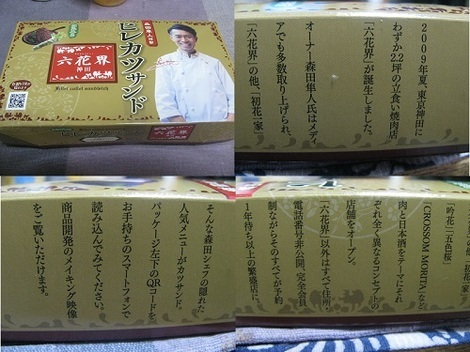 ヒレカツサンド
六花界
神田
2009年夏、東京神田に
わずか2.2坪の立食い焼肉店
「六花界」が誕生しました。
オーナー森田隼人氏はメディ
アでも多数取り上げられ、
「六花界」の他、「初花一家」
「吟花」「五色桜」
「CROSSOM MORITA」など、
肉と日本酒をテーマにそれ
ぞれ全く異なるコンセプトの
店舗をオープン。
「六花界」以外はすべて住所・
電話番号非公開、完全会員
制ながらそのすべてが予約
1年待ち以上の繁盛店に。
そんな森田シェフの隠れた
人気メニューがカツサンド。
パッケージ左下のQRコードを、
お手持ちのスマートフォンで
読み込んでみてください。
商品開発のメイキング映像
をご覧いただけます。